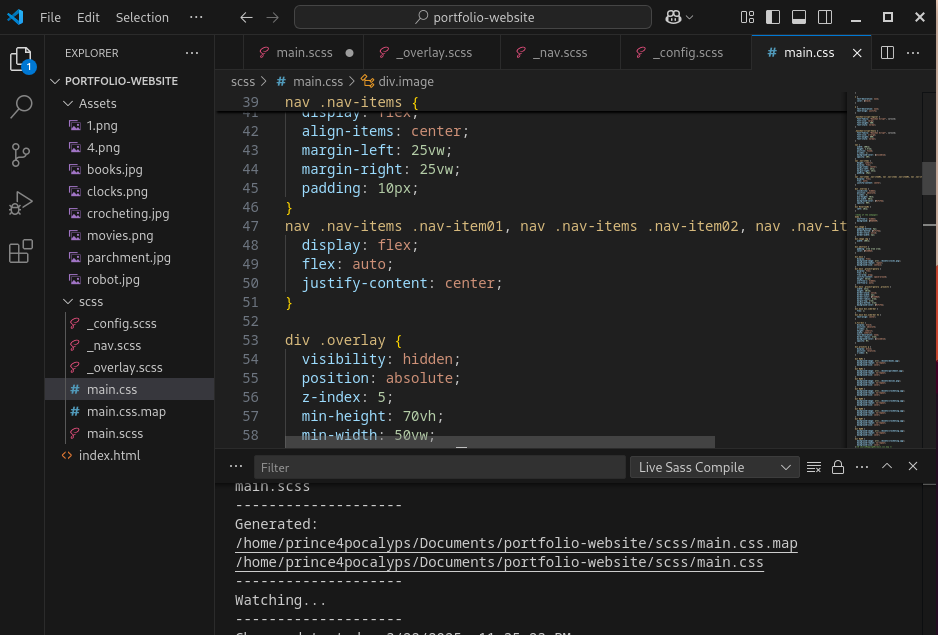 File Edit Selection ··· portfolio-website
EXPLORER ···
main.scss _overlay.scss _nav.scss _config.scss # main.css ···
1
PORTFOLIO-WEBSITE
Assets
1.png
4.png
books.jpg
clocks.png
crocheting.jpg
movies.png
parchment.jpg
robot.jpg
scss
_config.scss
_nav.scss
_overlay.scss
# main.css
# main.css.map
main.scss
<> index.html
scss > # main.css > div.image
39 nav .nav-items {
41 display: flex;
42 align-items: center;
43 margin-left: 25vw;
44 margin-right: 25vw;
45 padding: 10px;
46 }
47 nav .nav-items .nav-item01, nav .nav-items .nav-item02, nav .nav-it
48 display: flex;
49 flex: auto;
50 justify-content: center;
51 }
52
53 div .overlay {
54 visibility: hidden;
55 position: absolute;
56 z-index: 5;
57 min-height: 70vh;
58 min-width: 50vw;
··· Filter Live Sass Compile ···
main.scss
--------------------
Generated:
/home/prince4pocalyps/Documents/portfolio-website/scss/main.css.map
/home/prince4pocalyps/Documents/portfolio-website/scss/main.css
--------------------
Watching...
--------------------